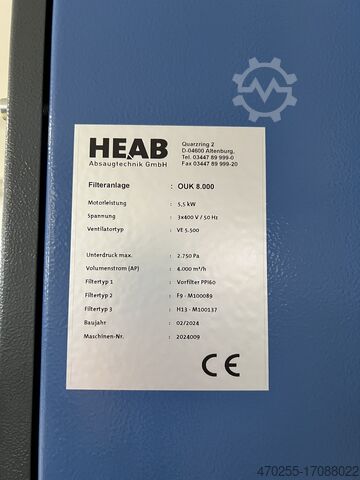 HEAB
Absaugtechnik GmbH
Quarzring 2
D-04600 Altenburg,
Tel. 03447 89 999-0
Fax 03447 89 999-20
Filteranlage : OUK 8.000
Motorleistung : 5,5 kW
Spannung : 3x400 V / 50 Hz
Ventilatortyp : VE 5.500
Unterdruck max. : 2.750 Pa
Volumenstrom (AP) : 4.000 m³/h
Filtertyp 1 : Vorfilter PPI60
Filtertyp 2 : F9 - M100089
Filtertyp 3 : H13 - M100137
Baujahr : 02/2024
Maschinen-Nr. : 2024009
CE
470255-17088022